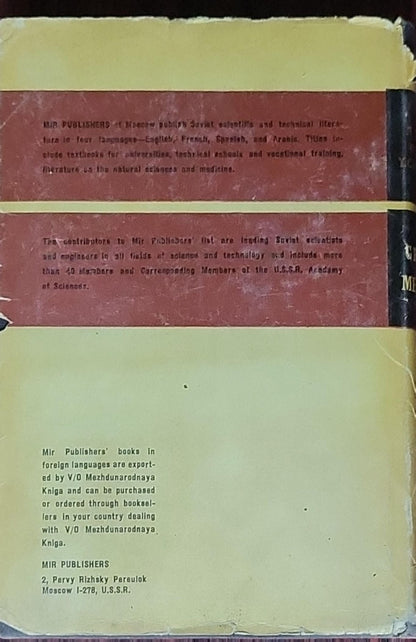 MIR PUBLISHERS of Moscow publish Soviet scientific and technical litera-
ture in four languages—English, French, Spanish, and Arabic. Titles in-
clude textbooks for universities, technical schools and vocational training,
literature on the natural sciences and medicine.
The contributors to Mir Publishers' list are leading Soviet scientists
and engineers in all fields of science and technology and include more
than 40 Members and Corresponding Members of the U.S.S.R. Academy
of Sciences.
Mir Publishers' books in
foreign languages are export-
ed by V/O Mezhdunarodnaya
Kniga and can be purchased
or ordered through booksel-
lers in your country dealing
with V/O Mezhdunarodnaya
Kniga.
MIR PUBLISHERS
2, Pervy Rizhsky Pereulok
Moscow I-278, U.S.S.R.